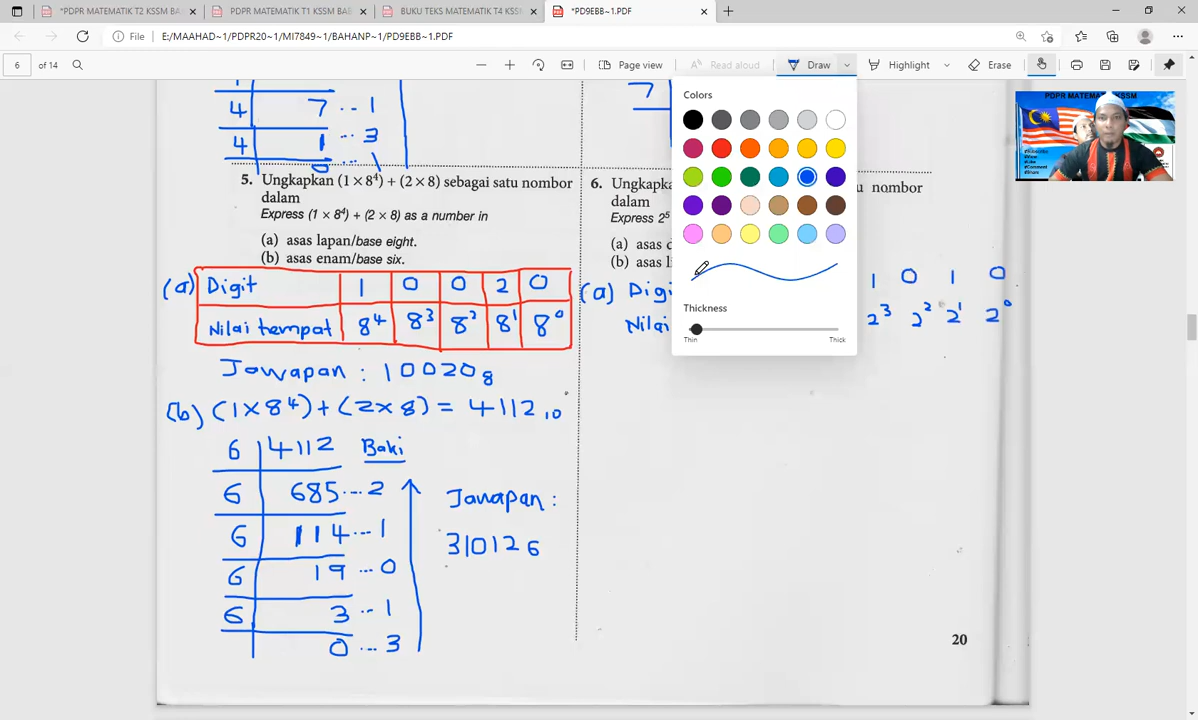 *PDPR MATEMATIK T2 KSSM BA
PDPR MATEMATIK T1 KSSM BAB
BUKU TEKS MATEMATIK T4 KSSM
*PD9EBB~1.PDF
File
E:/MAAHAD~1/PDPR20~1/MI7849~1/BAHANP~1/PD9EBB~1.PDF
6 of 14
Page view
Read aloud
Draw
Highlight
Erase
Colors
Thickness
Thin
Thick
PDPR MATEMATIK KSSM
4 7 ... 1
4 1 ... 3
0 ... 1
7
5. Ungkapkan (1 × 8⁴) + (2 × 8) sebagai satu nombor
dalam
Express (1 × 8⁴) + (2 × 8) as a number in
(a) asas lapan/base eight.
(b) asas enam/base six.
(a) Digit 1 0 0 2 0
Nilai tempat 8⁴ 8³ 8² 8¹ 8⁰
Jawapan : 10020₈
(b) (1×8⁴)+(2×8) = 4112₁₀
6 4112 Baki
6 685 ... 2
6 114 ... 1
6 19 ... 0
6 3 ... 1
0 ... 3
Jawapan :
31012₆
6. Ungkapka
u nombor
dalam
Express 2⁵
(a) asas d
(b) asas li
(a) Digi
1 0 1 0
Nilai
2³ 2² 2¹ 2⁰
20